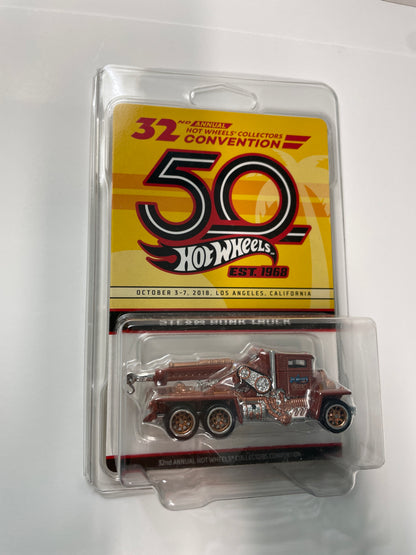 32ND ANNUAL
HOT WHEELS® COLLECTORS
CONVENTION
50
HOT WHEELS™
EST. 1968
OCTOBER 3-7, 2018, LOS ANGELES, CALIFORNIA
STEAM PUNK TRUCK
32nd ANNUAL HOT WHEELS® COLLECTORS CONVENTION